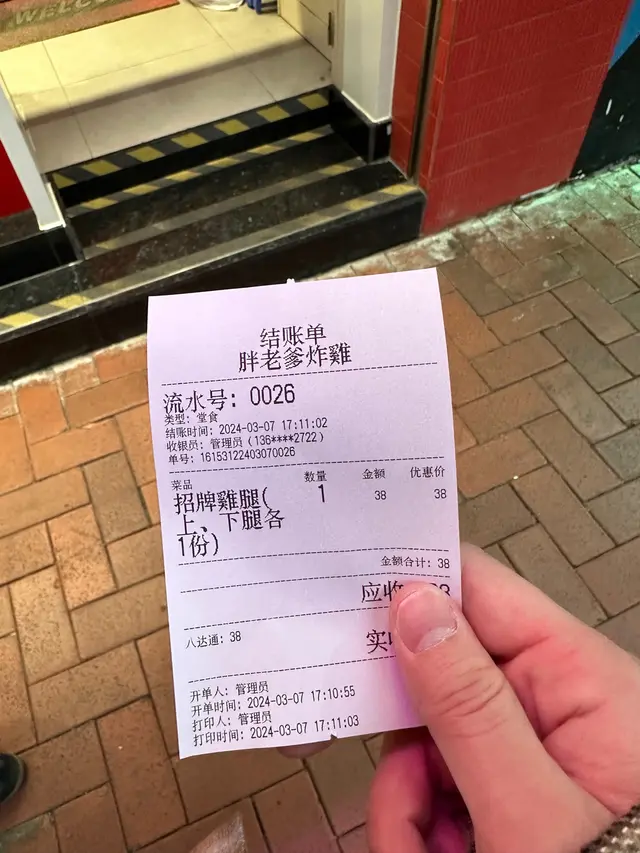 WELCO
结账单
胖老爹炸雞
流水号: 0026
类型: 堂食
结账时间: 2024-03-07 17:11:02
收银员: 管理员 (136****2722)
单号: 16153122403070026
菜品 数量 金额 优惠价
招牌雞腿( 1 38 38
上、下腿各
1份)
金额合计: 38
应收
八达通: 38
实
开单人: 管理员
开单时间: 2024-03-07 17:10:55
打印人: 管理员
打印时间: 2024-03-07 17:11:03